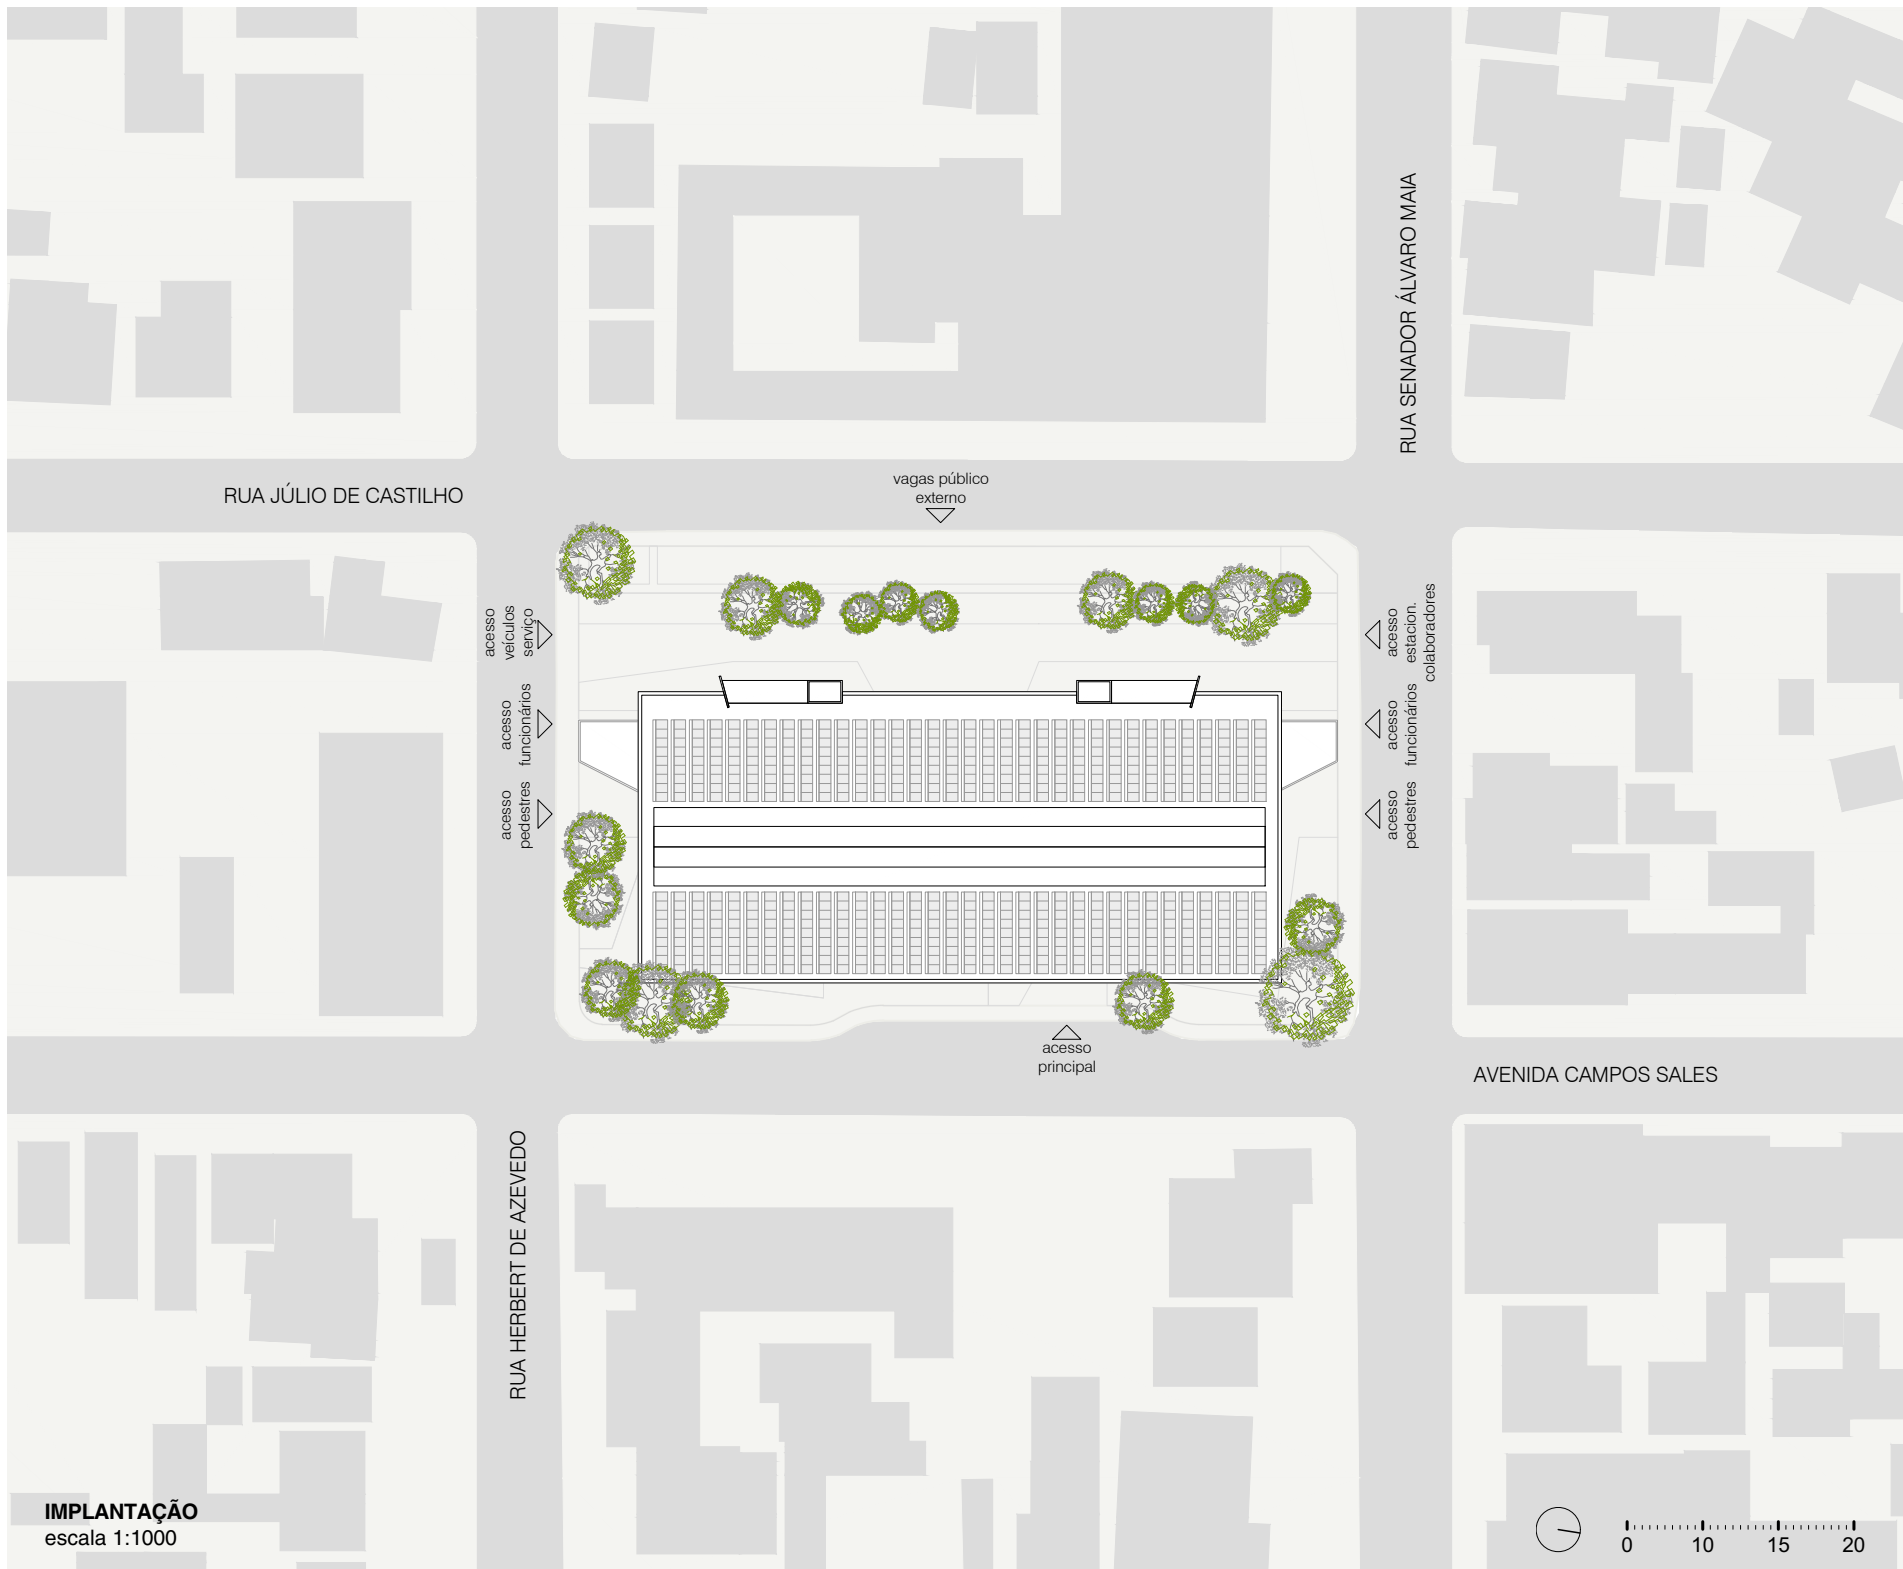 RUA SENADOR ÁLVARO MAIA
RUA JÚLIO DE CASTILHO
vagas público
externo
acesso
veículos
serviço
acesso
estacion.
colaboradores
acesso
funcionários
acesso
funcionários
acesso
pedestres
acesso
pedestres
acesso
principal
AVENIDA CAMPOS SALES
RUA HERBERT DE AZEVEDO
IMPLANTAÇÃO
escala 1:1000
0 10 15 20